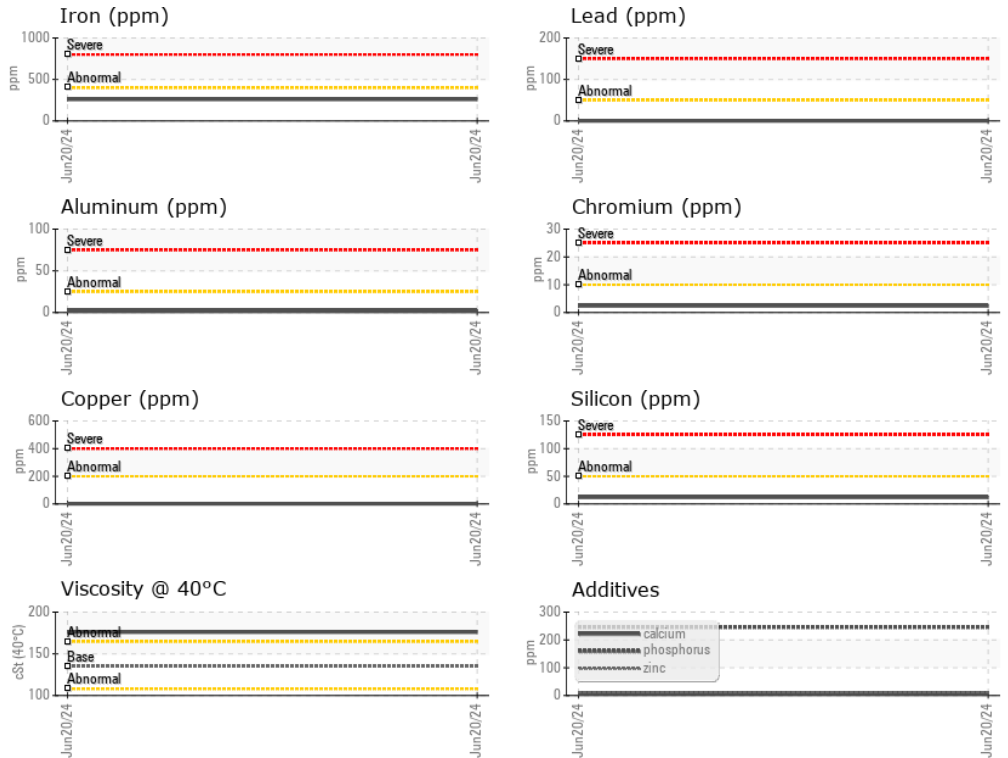 Iron (ppm)
1000
500
0
ppm
Severe
Abnormal
Jun20/24
Jun20/24
Lead (ppm)
200
100
0
ppm
Severe
Abnormal
Jun20/24
Jun20/24
Aluminum (ppm)
100
50
0
ppm
Severe
Abnormal
Jun20/24
Jun20/24
Chromium (ppm)
30
20
10
0
ppm
Severe
Abnormal
Jun20/24
Jun20/24
Copper (ppm)
600
400
200
0
ppm
Severe
Abnormal
Jun20/24
Jun20/24
Silicon (ppm)
150
100
50
0
ppm
Severe
Abnormal
Jun20/24
Jun20/24
Viscosity @ 40°C
200
150
100
cSt (40°C)
Abnormal
Base
Abnormal
Jun20/24
Jun20/24
Additives
300
200
100
0
ppm
calcium
phosphorus
zinc
Jun20/24
Jun20/24